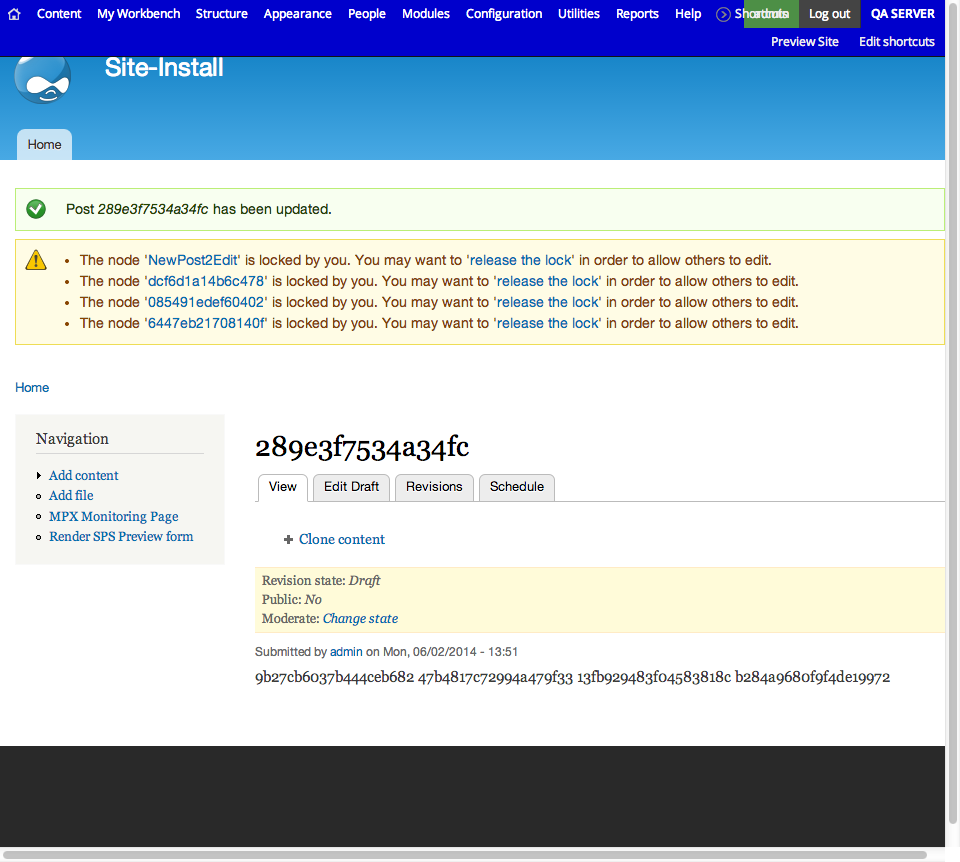 Content My Workbench Structure Appearance People Modules Configuration Utilities Reports Help Shortcuts Log out QA SERVER
Preview Site Edit shortcuts
Site-Install
Home
Post 289e3f7534a34fc has been updated.
• The node 'NewPost2Edit' is locked by you. You may want to 'release the lock' in order to allow others to edit.
• The node 'dcf6d1a14b6c478' is locked by you. You may want to 'release the lock' in order to allow others to edit.
• The node '085491edef60402' is locked by you. You may want to 'release the lock' in order to allow others to edit.
• The node '6447eb21708140f' is locked by you. You may want to 'release the lock' in order to allow others to edit.
Home
Navigation
Add content
Add file
MPX Monitoring Page
Render SPS Preview form
289e3f7534a34fc
View Edit Draft Revisions Schedule
Clone content
Revision state: Draft
Public: No
Moderate: Change state
Submitted by admin on Mon, 06/02/2014 - 13:51
9b27cb6037b444ceb682 47b4817c72994a479f33 13fb929483f04583818c b284a9680f9f4de19972